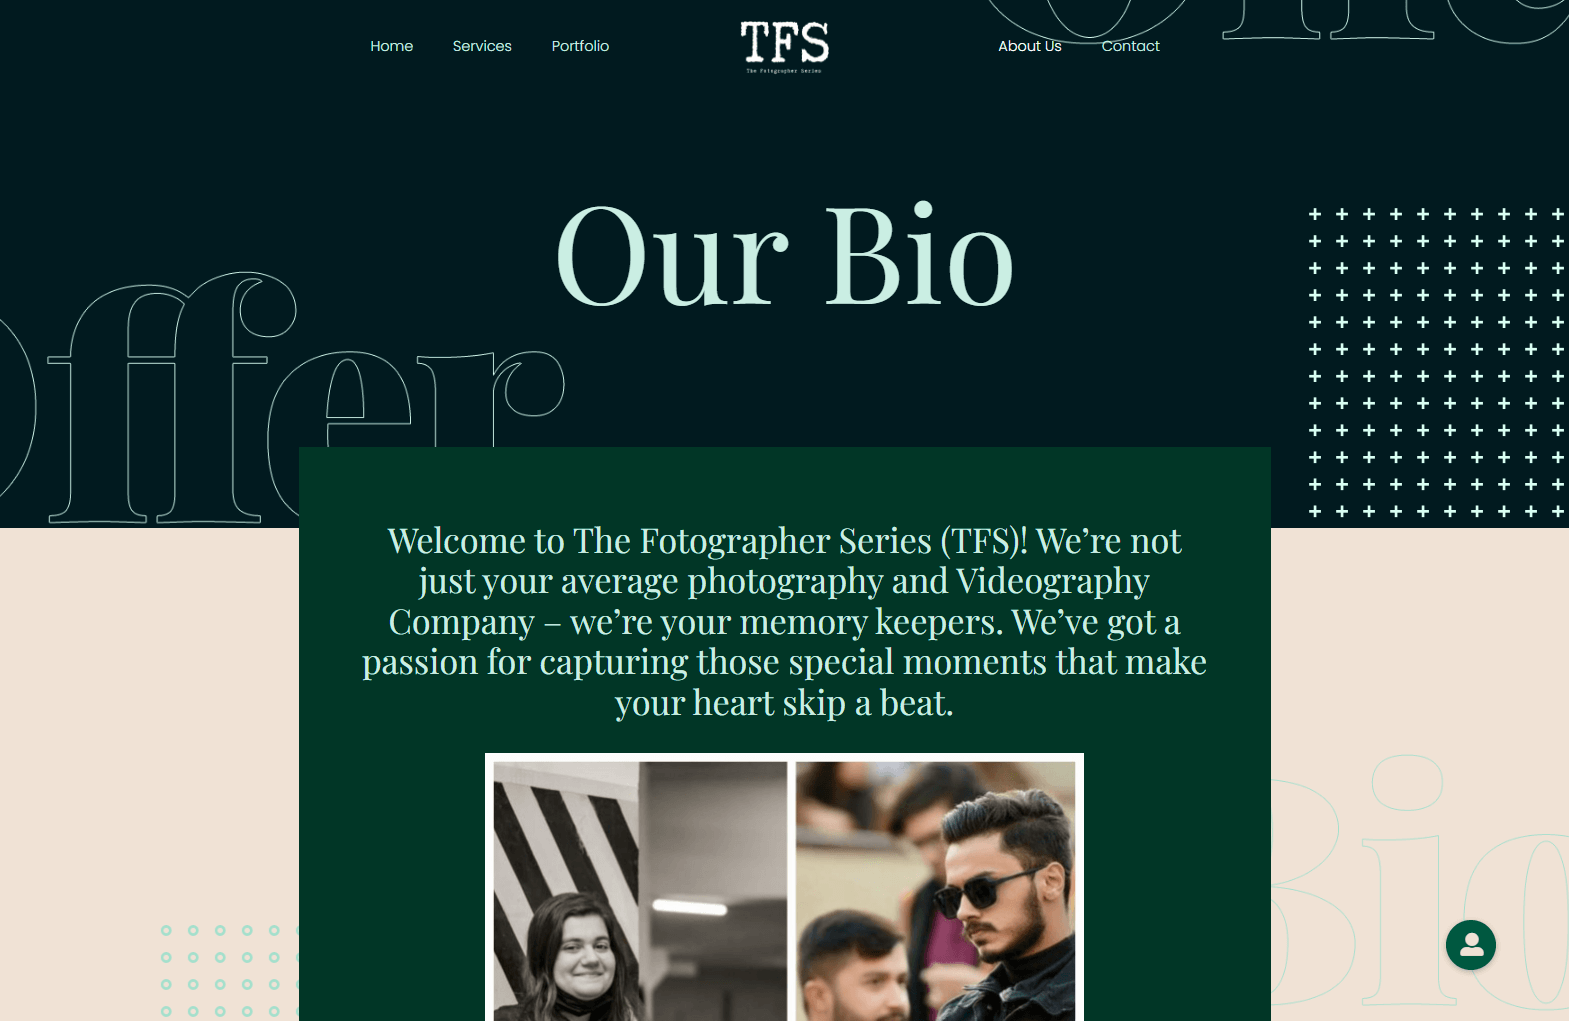 Home
Services
Portfolio
TFS
The Fotographer Series
About Us
Contact
Offe
Our Bio
Offer
Welcome to The Fotographer Series (TFS)! We’re not
just your average photography and Videography
Company – we’re your memory keepers. We’ve got a
passion for capturing those special moments that make
your heart skip a beat.
Bio